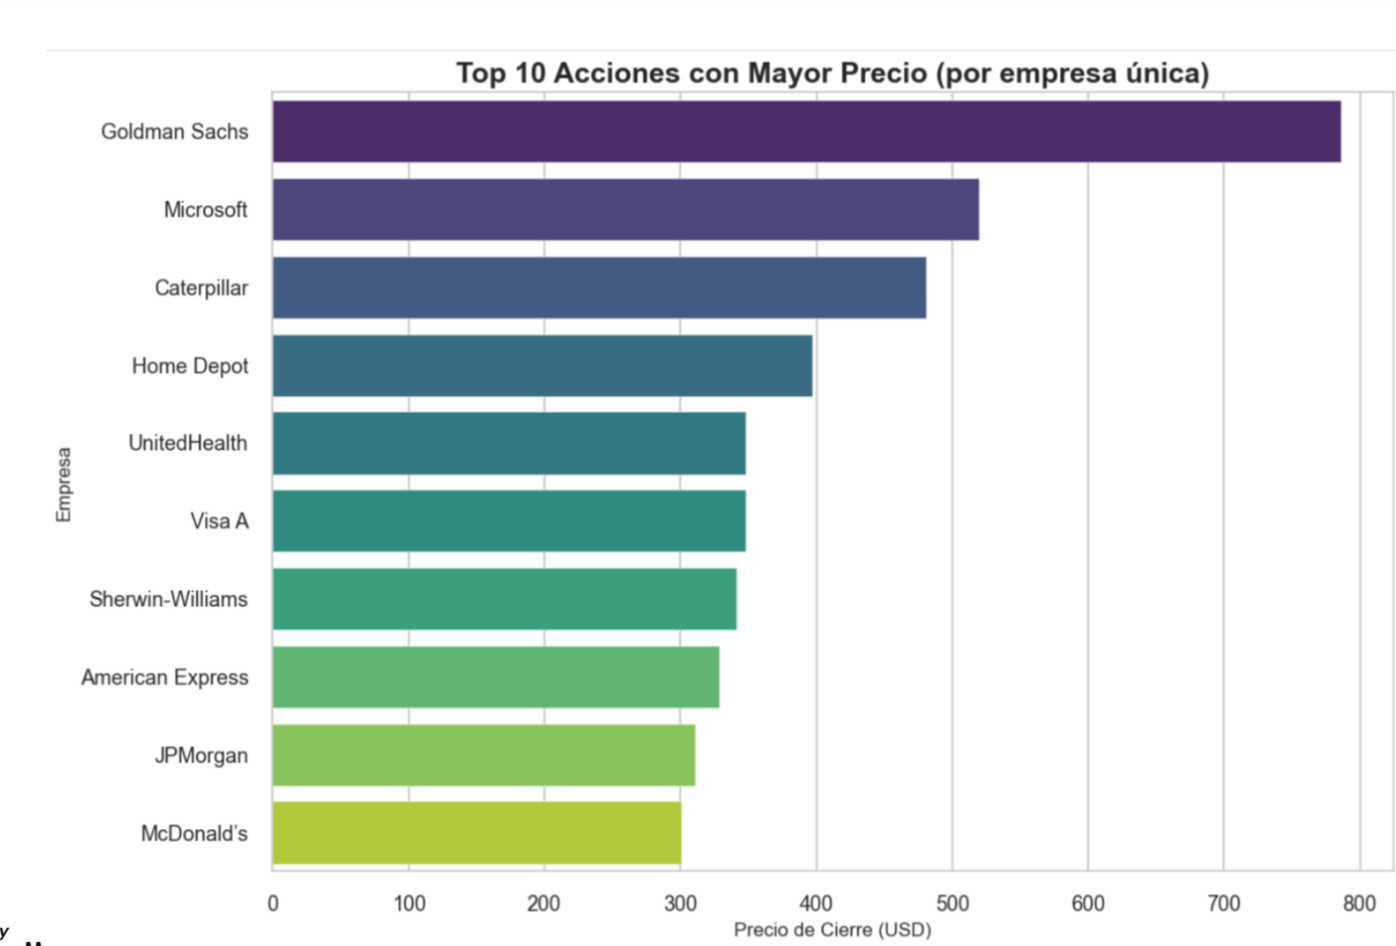 Top 10 Acciones con Mayor Precio (por empresa única)
Goldman Sachs
Microsoft
Caterpillar
Home Depot
UnitedHealth
Visa A
Sherwin-Williams
American Express
JPMorgan
McDonald's
Empresa
0 100 200 300 400 500 600 700 800
Precio de Cierre (USD)
y